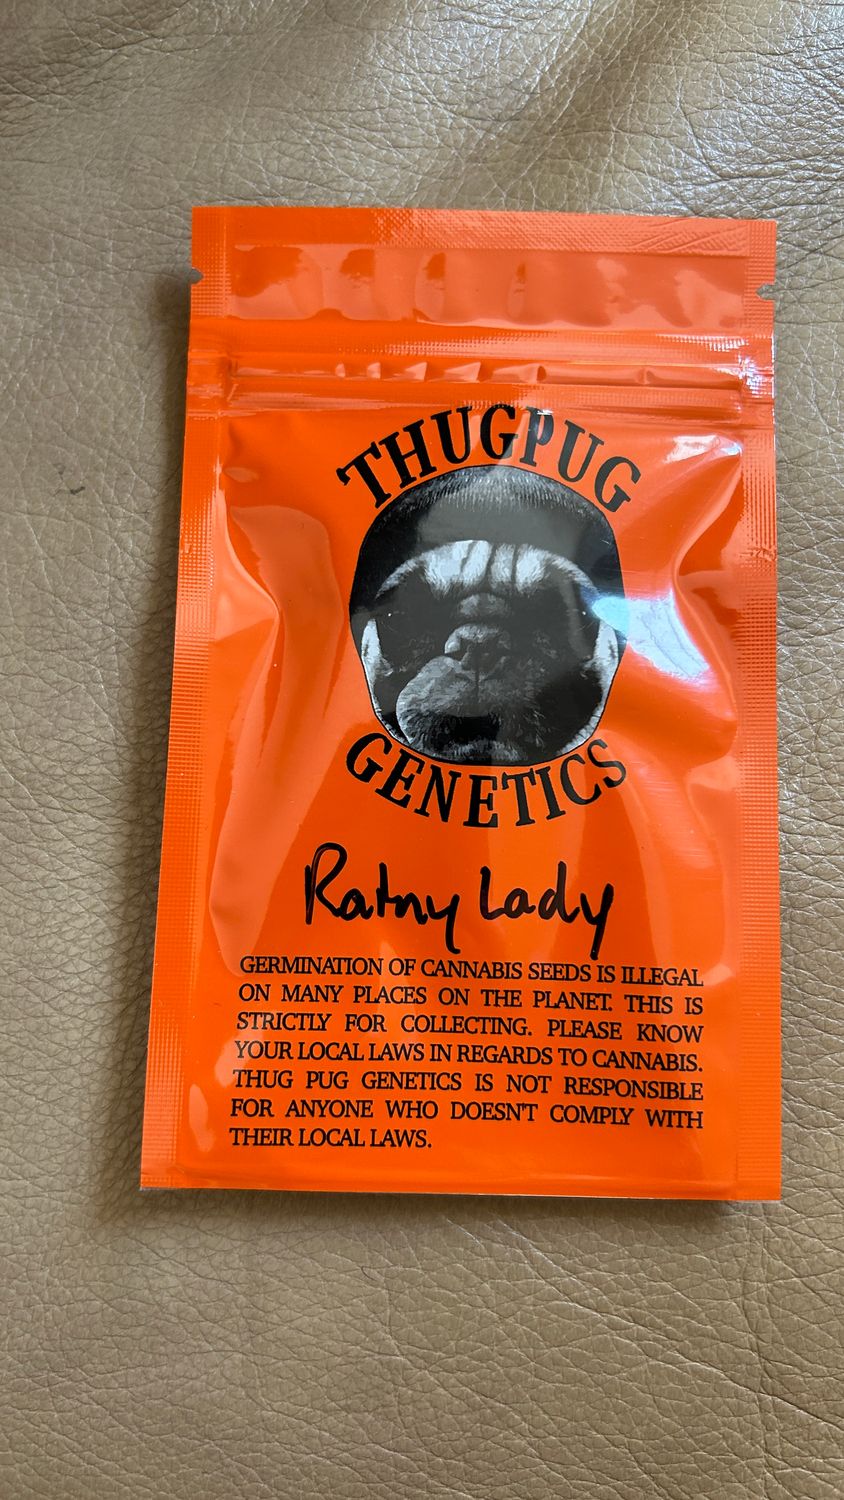 THUGPUG
GENETICS
Ratny Lady
GERMINATION OF CANNABIS SEEDS IS ILLEGAL
ON MANY PLACES ON THE PLANET. THIS IS
STRICTLY FOR COLLECTING. PLEASE KNOW
YOUR LOCAL LAWS IN REGARDS TO CANNABIS.
THUG PUG GENETICS IS NOT RESPONSIBLE
FOR ANYONE WHO DOESN'T COMPLY WITH
THEIR LOCAL LAWS.